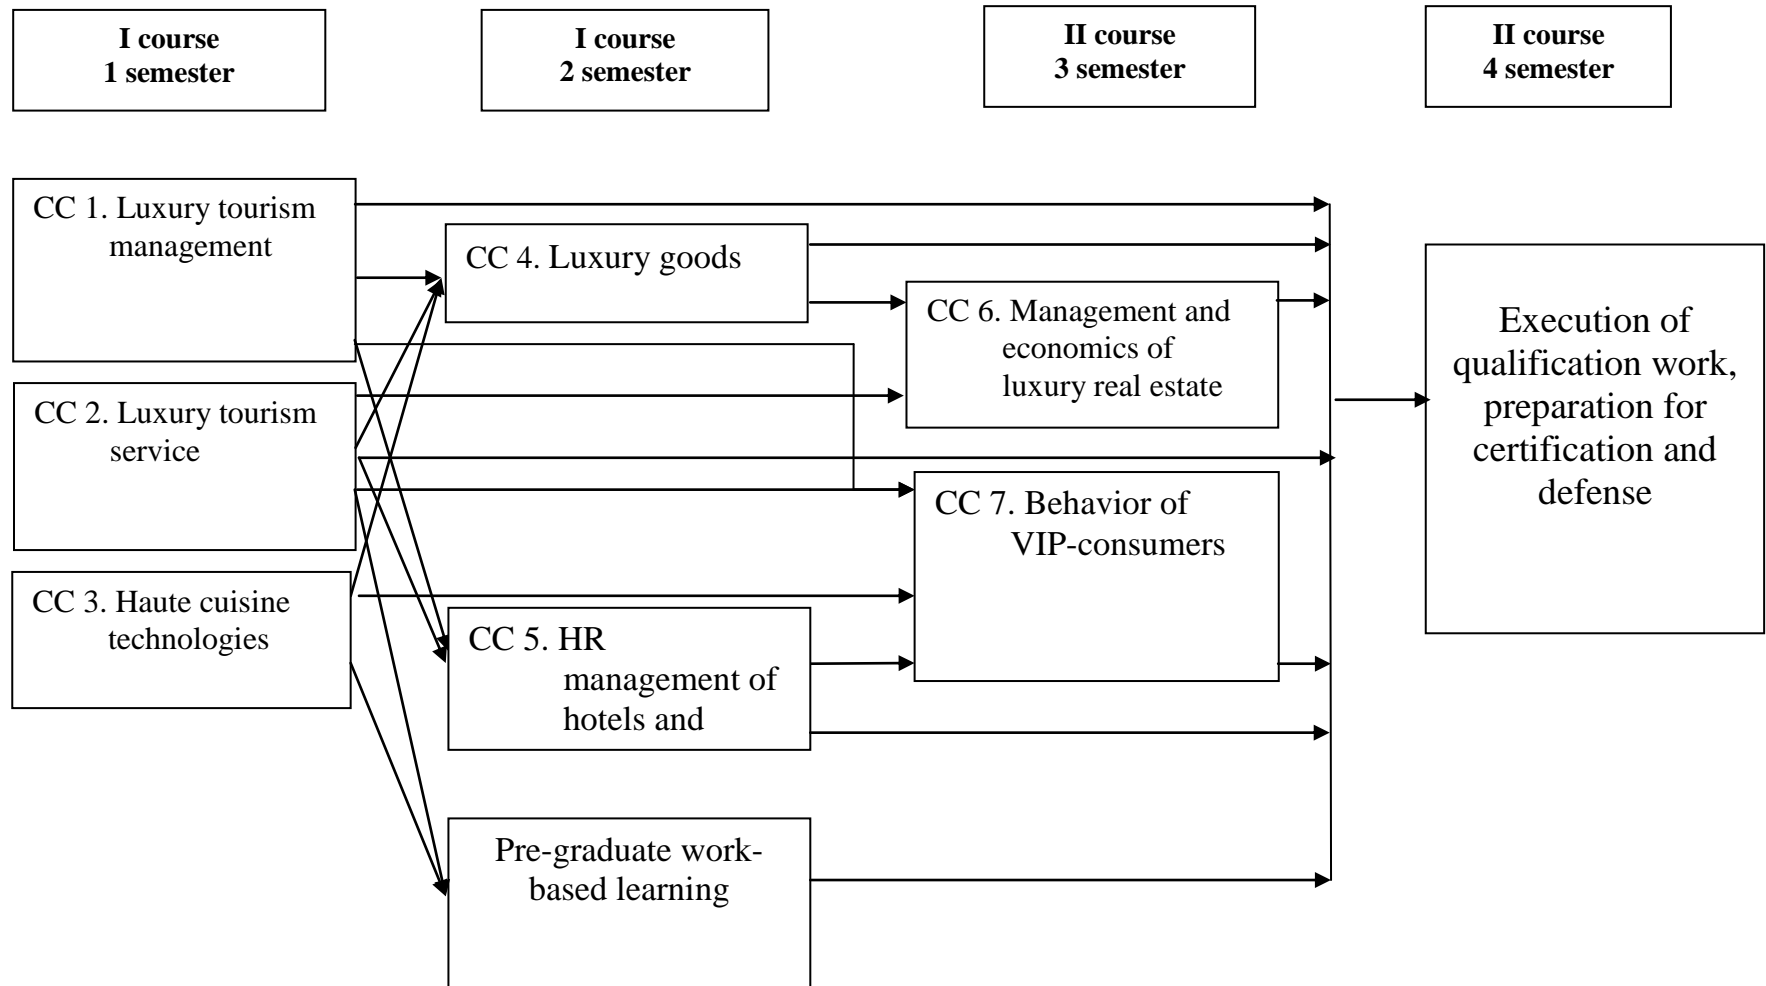 I course
1 semester
I course
2 semester
II course
3 semester
II course
4 semester
CC 1. Luxury tourism
management
CC 2. Luxury tourism
service
CC 3. Haute cuisine
technologies
CC 4. Luxury goods
CC 5. HR
management of
hotels and
Pre-graduate work-
based learning
CC 6. Management and
economics of
luxury real estate
CC 7. Behavior of
VIP-consumers
Execution of
qualification work,
preparation for
certification and
defense